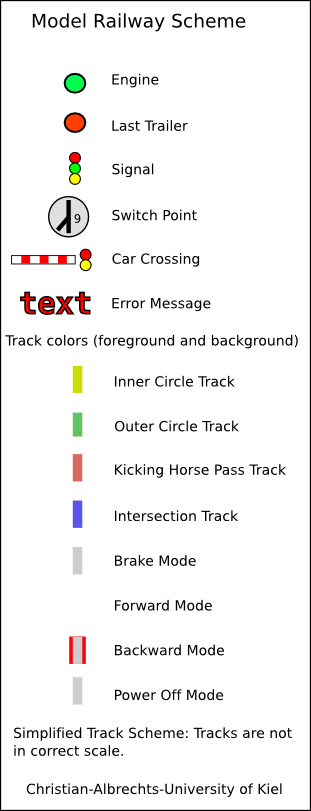 Model Railway Scheme
Engine
Last Trailer
Signal
9 Switch Point
Car Crossing
text Error Message
Track colors (foreground and background)
Inner Circle Track
Outer Circle Track
Kicking Horse Pass Track
Intersection Track
Brake Mode
Forward Mode
Backward Mode
Power Off Mode
Simplified Track Scheme: Tracks are not
in correct scale.
Christian-Albrechts-University of Kiel